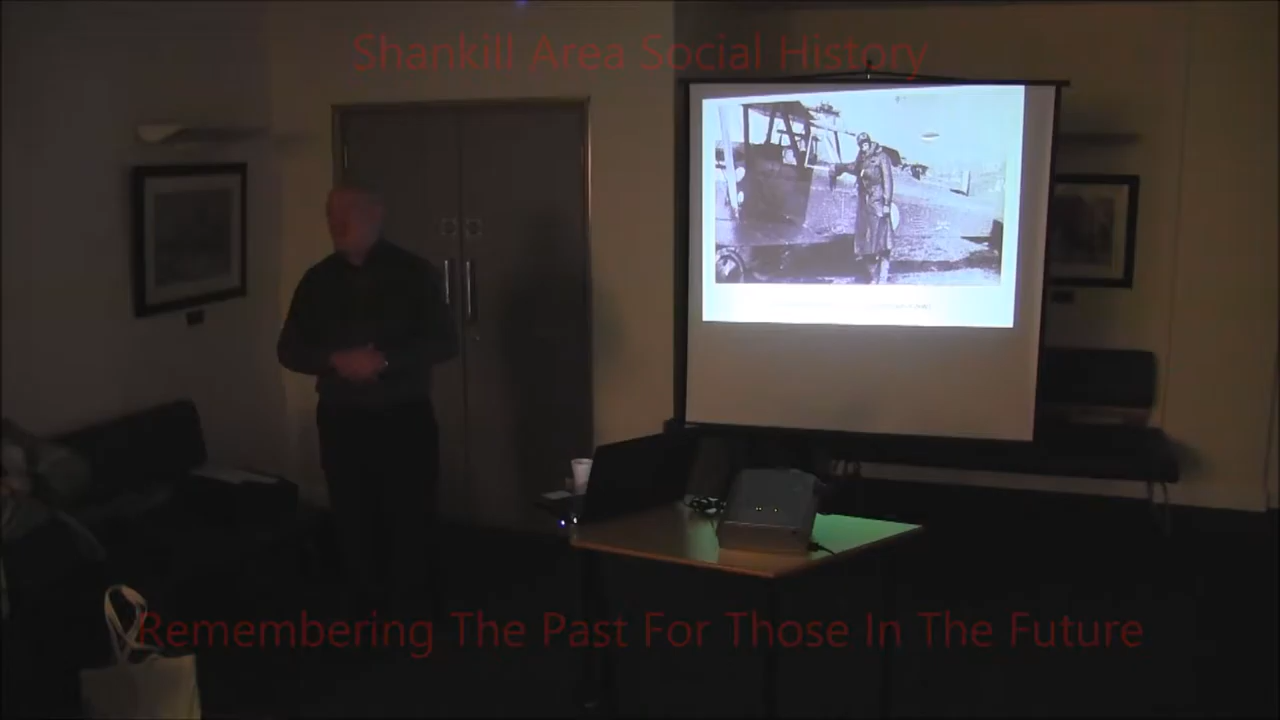 Shankill Area Social History
Remembering The Past For Those In The Future